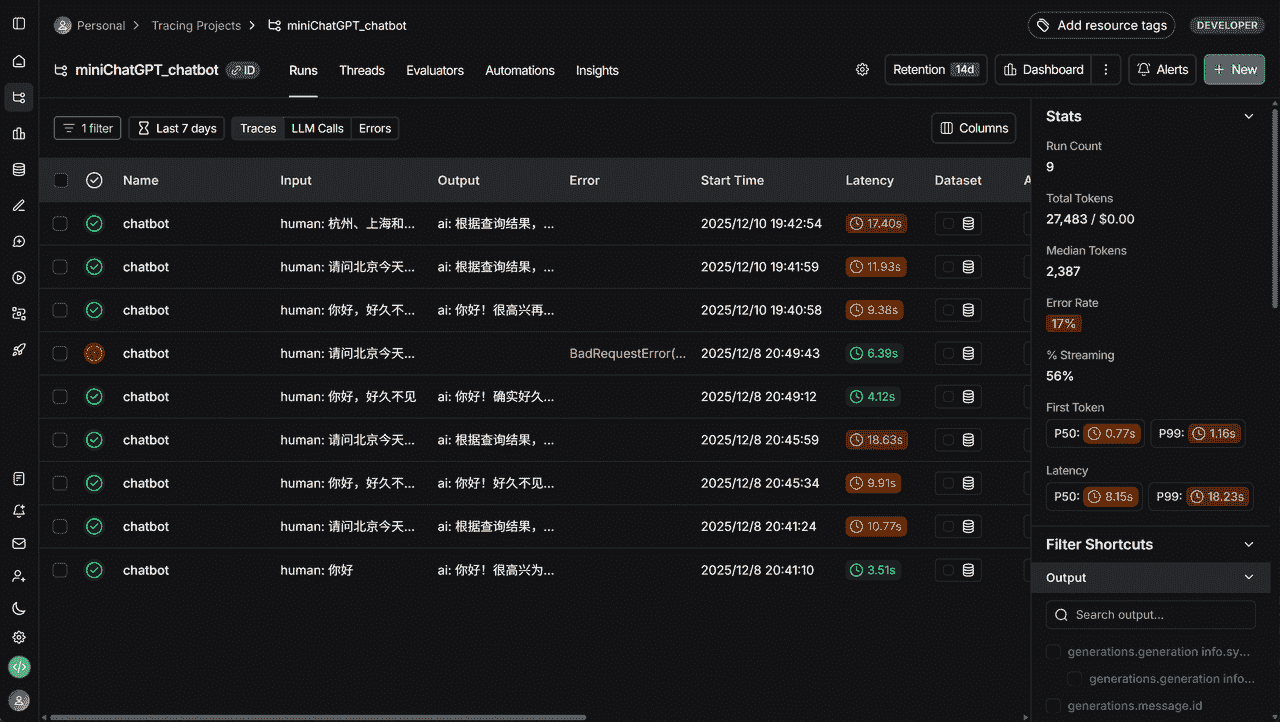 Personal > Tracing Projects > miniChatGPT_chatbot
Add resource tags
DEVELOPER
miniChatGPT_chatbot ID
Runs Threads Evaluators Automations Insights
Retention 14d
Dashboard
Alerts
+ New
1 filter
Last 7 days
Traces LLM Calls Errors
Columns
Name Input Output Error Start Time Latency Dataset A
chatbot human: 杭州、上海和... ai: 根据查询结果，... 2025/12/10 19:42:54 17.40s
chatbot human: 请问北京今天... ai: 根据查询结果，... 2025/12/10 19:41:59 11.93s
chatbot human: 你好，好久不... ai: 你好！很高兴再... 2025/12/10 19:40:58 9.38s
chatbot human: 请问北京今天... BadRequestError(... 2025/12/8 20:49:43 6.39s
chatbot human: 你好，好久不见 ai: 你好！确实好久... 2025/12/8 20:49:12 4.12s
chatbot human: 请问北京今天... ai: 根据查询结果，... 2025/12/8 20:45:59 18.63s
chatbot human: 你好，好久不... ai: 你好！好久不见... 2025/12/8 20:45:34 9.91s
chatbot human: 请问北京今天... ai: 根据查询结果，... 2025/12/8 20:41:24 10.77s
chatbot human: 你好 ai: 你好！很高兴为... 2025/12/8 20:41:10 3.51s
Stats
Run Count
9
Total Tokens
27,483 / $0.00
Median Tokens
2,387
Error Rate
17%
% Streaming
56%
First Token
P50: 0.77s P99: 1.16s
Latency
P50: 8.15s P99: 18.23s
Filter Shortcuts
Output
Search output...
generations.generation info.sy...
generations.generation info...
generations.message.id